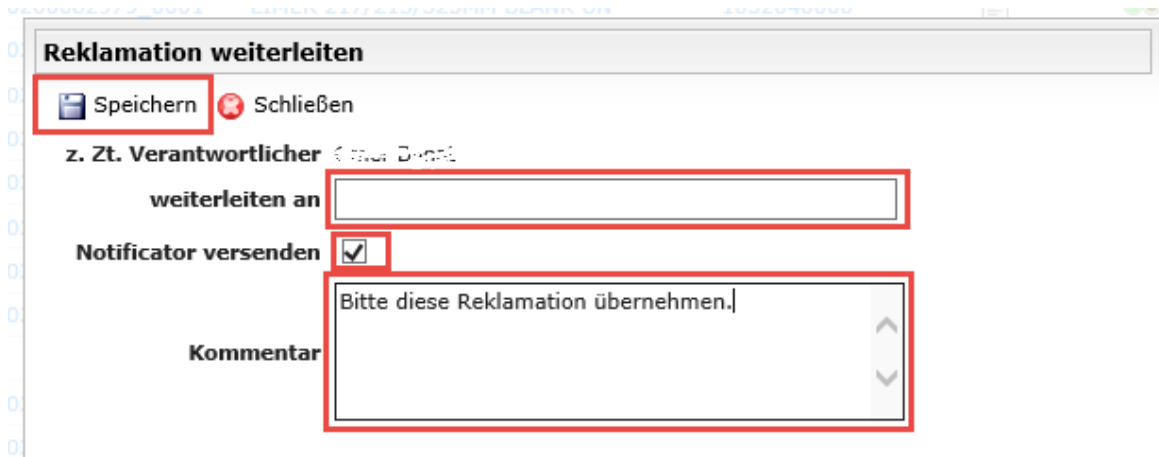 Reklamation weiterleiten
Speichern Schließen
z. Zt. Verantwortlicher
weiterleiten an
Notificator versenden
Bitte diese Reklamation übernehmen.
Kommentar